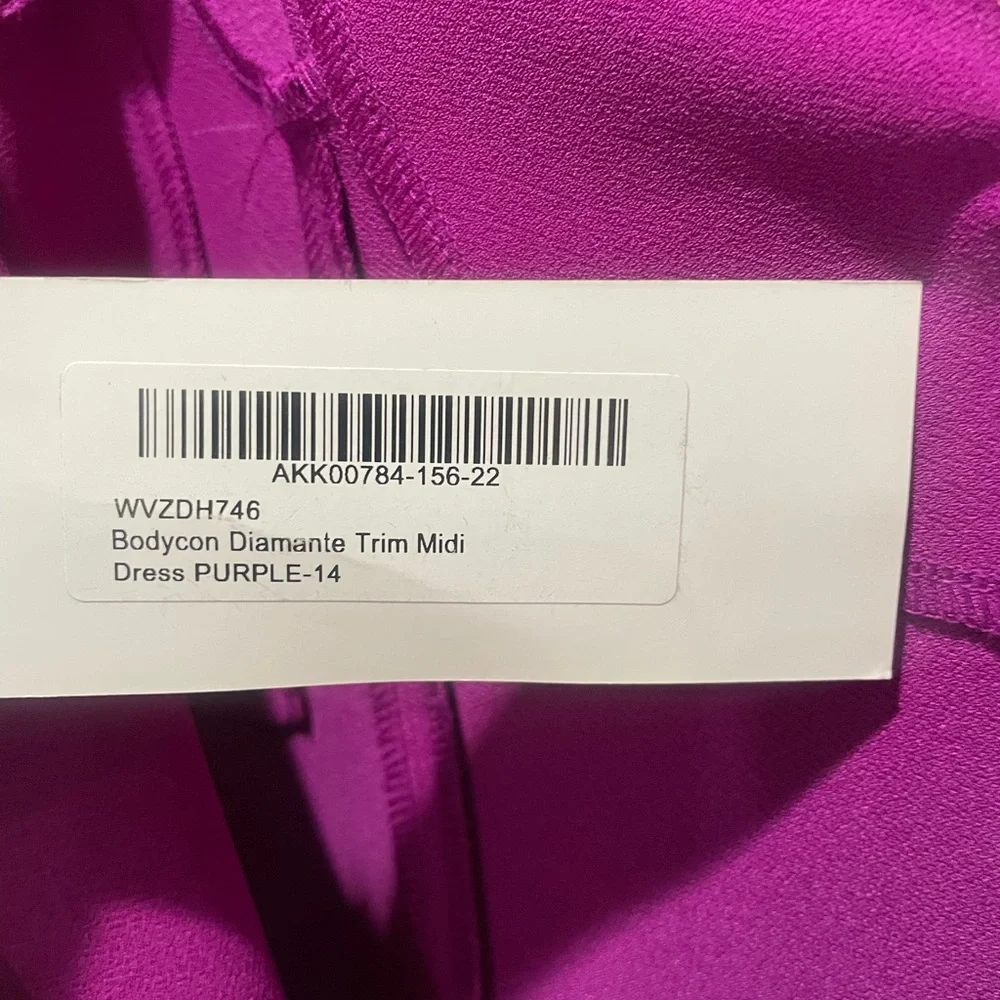 AKK00784-156-22
WVZDH746
Bodycon Diamante Trim Midi
Dress PURPLE-14